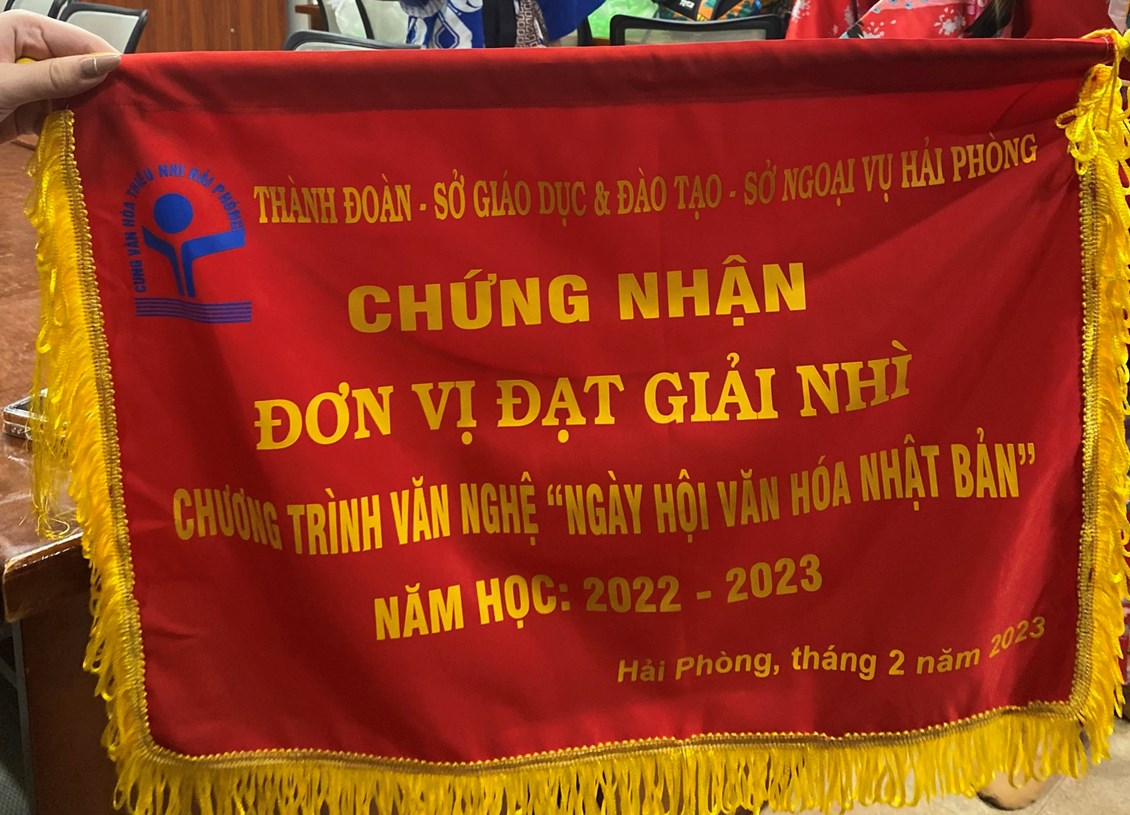 CUNG VĂN HÓA THIẾU NHI HẢI PHÒNG
THÀNH ĐOÀN - SỞ GIÁO DỤC & ĐÀO TẠO - SỞ NGOẠI VỤ HẢI PHÒNG
CHỨNG NHẬN
ĐƠN VỊ ĐẠT GIẢI NHÌ
CHƯƠNG TRÌNH VĂN NGHỆ “NGÀY HỘI VĂN HÓA NHẬT BẢN”
NĂM HỌC: 2022 - 2023
Hải Phòng, tháng 2 năm 2023